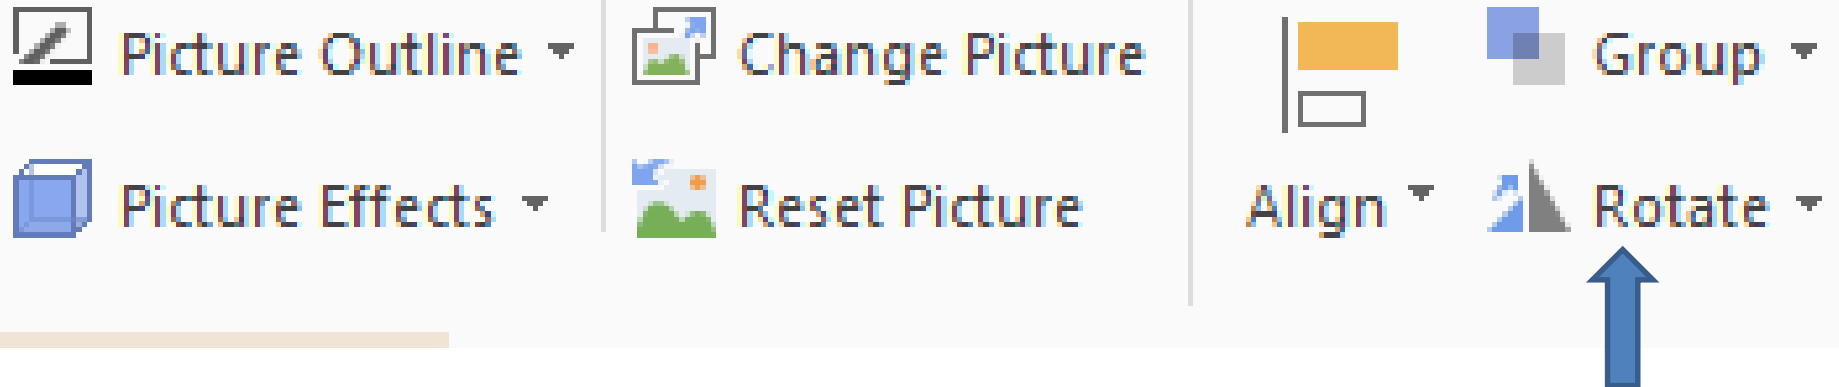 Picture Outline
Change Picture
Group
Picture Effects
Reset Picture
Align
Rotate